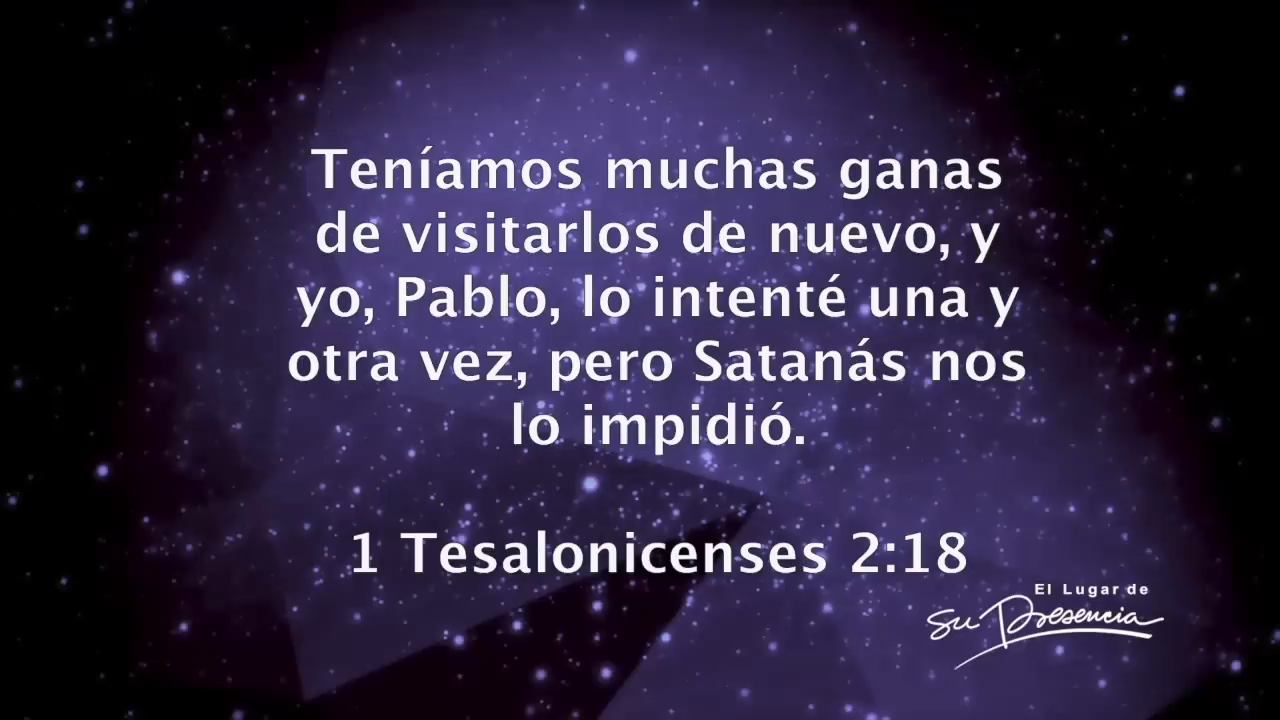 Teníamos muchas ganas
de visitarlos de nuevo, y
yo, Pablo, lo intenté una y
otra vez, pero Satanás nos
lo impidió.
1 Tesalonicenses 2:18
El Lugar de
Su Presencia